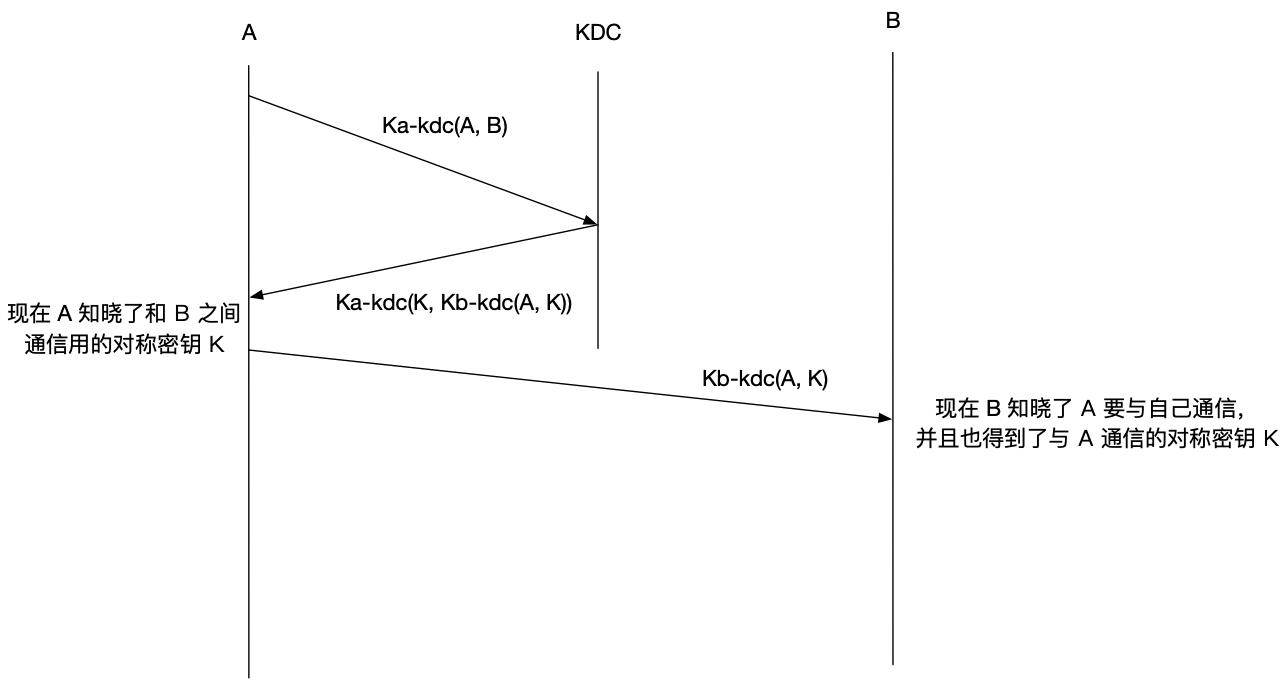 A
KDC
B
Ka-kdc(A, B)
Ka-kdc(K, Kb-kdc(A, K))
现在 A 知晓了和 B 之间
通信用的对称密钥 K
Kb-kdc(A, K)
现在 B 知晓了 A 要与自己通信，
并且也得到了与 A 通信的对称密钥 K